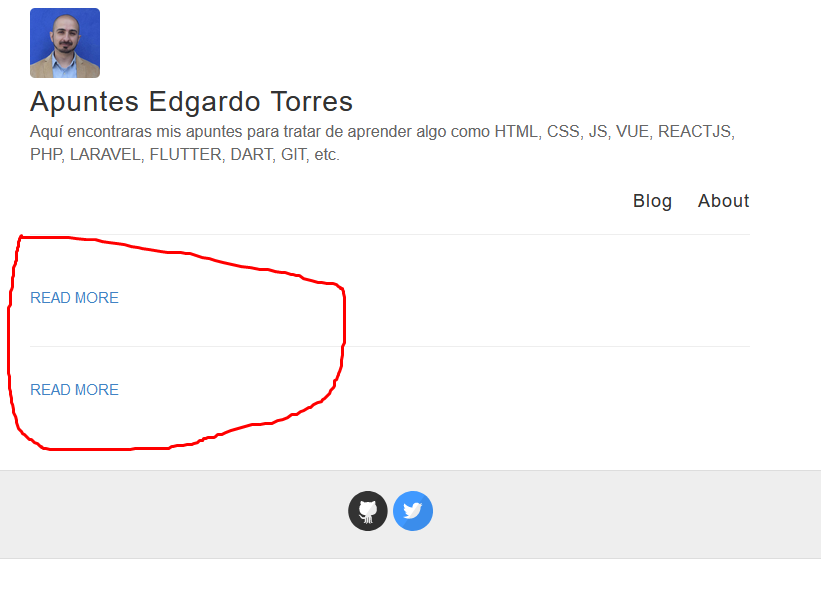 Apuntes Edgardo Torres
Aquí encontraras mis apuntes para tratar de aprender algo como HTML, CSS, JS, VUE, REACTJS,
PHP, LARAVEL, FLUTTER, DART, GIT, etc.
Blog About
READ MORE
READ MORE